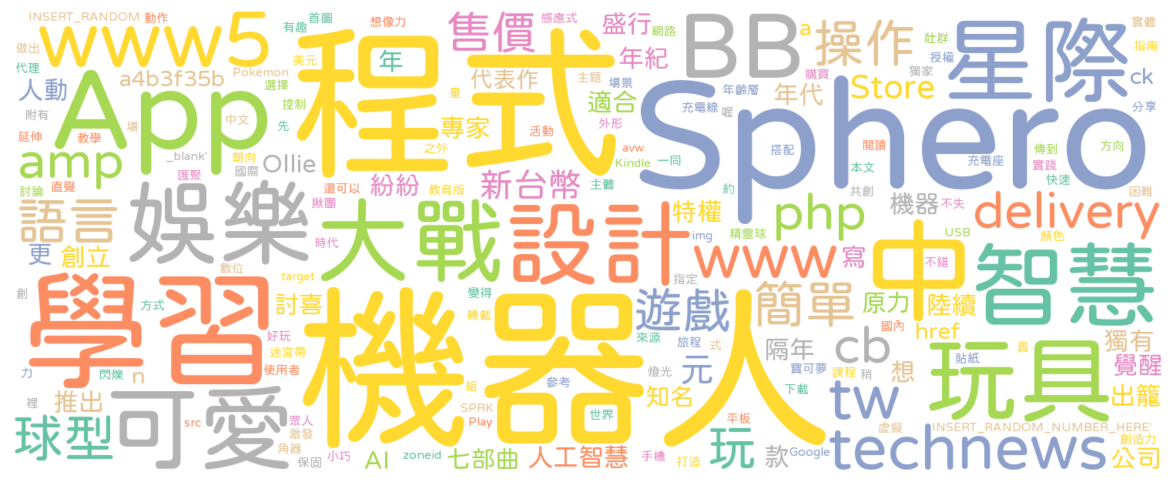 INSERT_RANDOM
動作
有趣
首圖
想像力
感應式
售價
盛行
網路
BB
a
操作
社群
實體
指南
星際
www5
做出
代理
a4b3f35b
Pokémon
美元
年
程式
代表作
主題
年紀
場景
購買
授權
獨家
ck
人動
App
選擇
控制
量
適合
年齡層
年代
Store
分享
附有
中文
先
專家
活動
外形
充電線
喔
Sphero
延伸
教學
場
之外
avw
Kindle
一同
搭配
閱讀
傳到
方向
amp
_blank'
匯聚
朝向
國際
Ollie
還可以
紛紛
教育版
新台幣
主體
約
共創
本文
充電座
實踐
快速
困難
討論
直覺
娛樂
揪團
語言
大戰
設計
特權
php
機器
不失
delivery
更
創立
時代
img
精靈球
USB
顏色
www
寫
中
不錯
智慧
數位
target
變得
指定
學習
創
方式
討喜
轉載
遊戲
簡單
原力
陸續
機器人
好玩
來源
旅程
國內
href
獨有
力
閃爍
n
迷宮帶
使用者
隔年
cb
玩具
覺醒
裡
推出
可愛
組
參考
燈光
式
元
寶可夢
貼紙
貴
課程
稍
想
出籠
知名
下載
tw
球型
src
眾人
激發
角器
SPRK
Play
世界
平板
虛擬
INSERT_RANDOM_NUMBER_HERE'
創造力
保固
小巧
AI
zoneid
七部曲
人工智慧
手機
打造
玩
款
Google
technews
公司